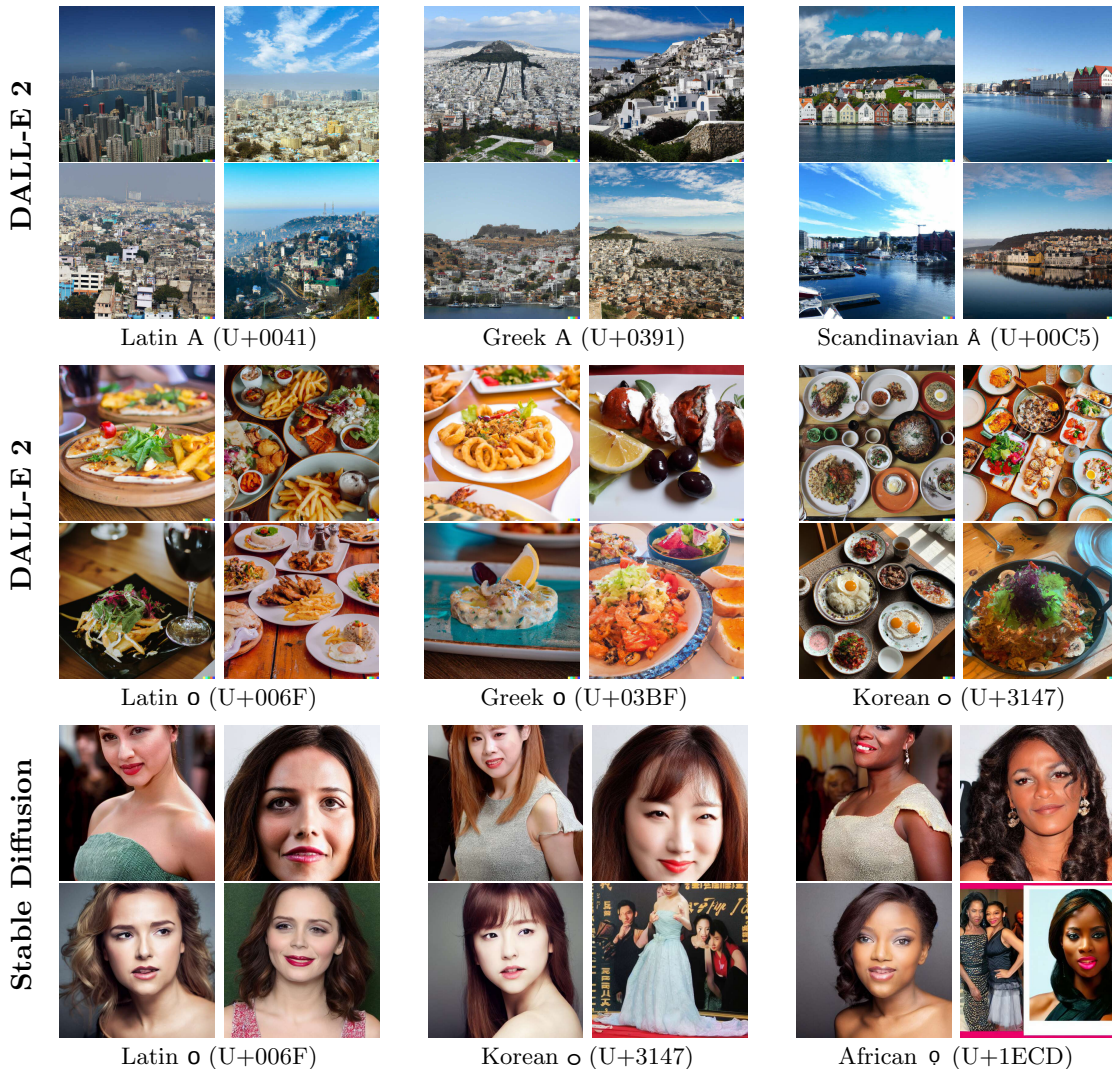 DALL-E 2
Latin A (U+0041)
Greek Α (U+0391)
Scandinavian Å (U+00C5)
DALL-E 2
Latin o (U+006F)
Greek ο (U+03BF)
Korean ㅇ (U+3147)
Stable Diffusion
Latin o (U+006F)
Korean ㅇ (U+3147)
African ọ (U+1ECD)